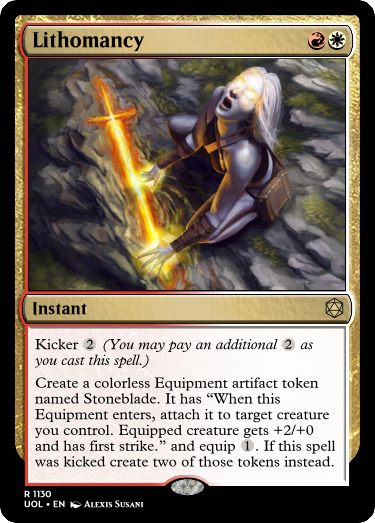 Lithomancy
Instant
Kicker 2 (You may pay an additional 2 as
you cast this spell.)
Create a colorless Equipment artifact token
named Stoneblade. It has “When this
Equipment enters, attach it to target creature
you control. Equipped creature gets +2/+0
and has first strike.” and equip 1. If this spell
was kicked create two of those tokens instead.
R 1130
UOL • EN Alexis Susani